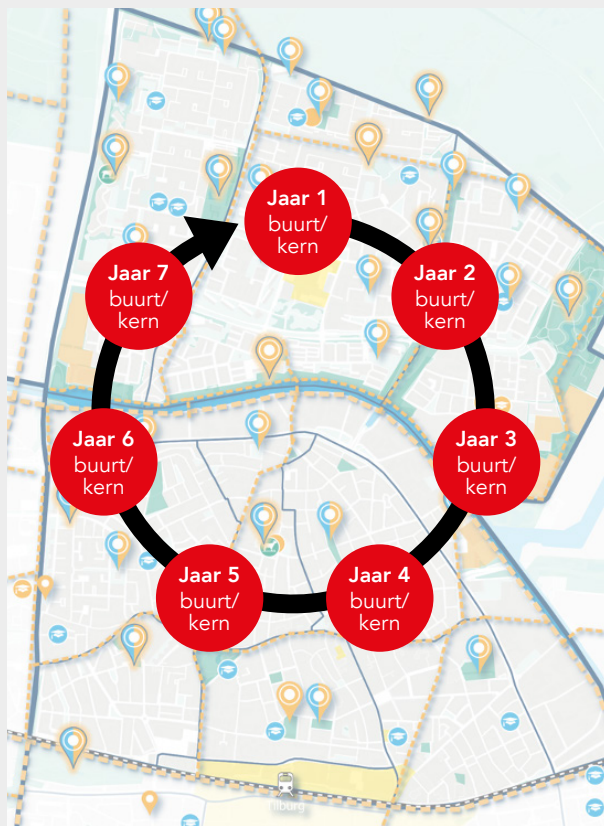 Jaar 1
buurt/
kern
Jaar 2
buurt/
kern
Jaar 3
buurt/
kern
Jaar 4
buurt/
kern
Jaar 5
buurt/
kern
Jaar 6
buurt/
kern
Jaar 7
buurt/
kern
Tilburg